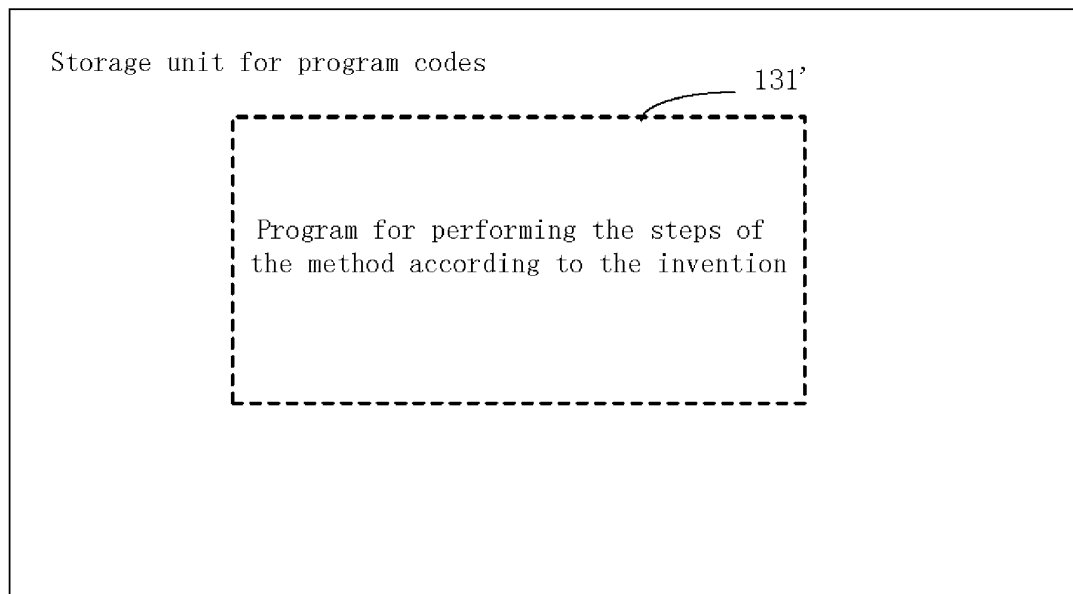 Storage unit for program codes
131'
Program for performing the steps of
the method according to the invention